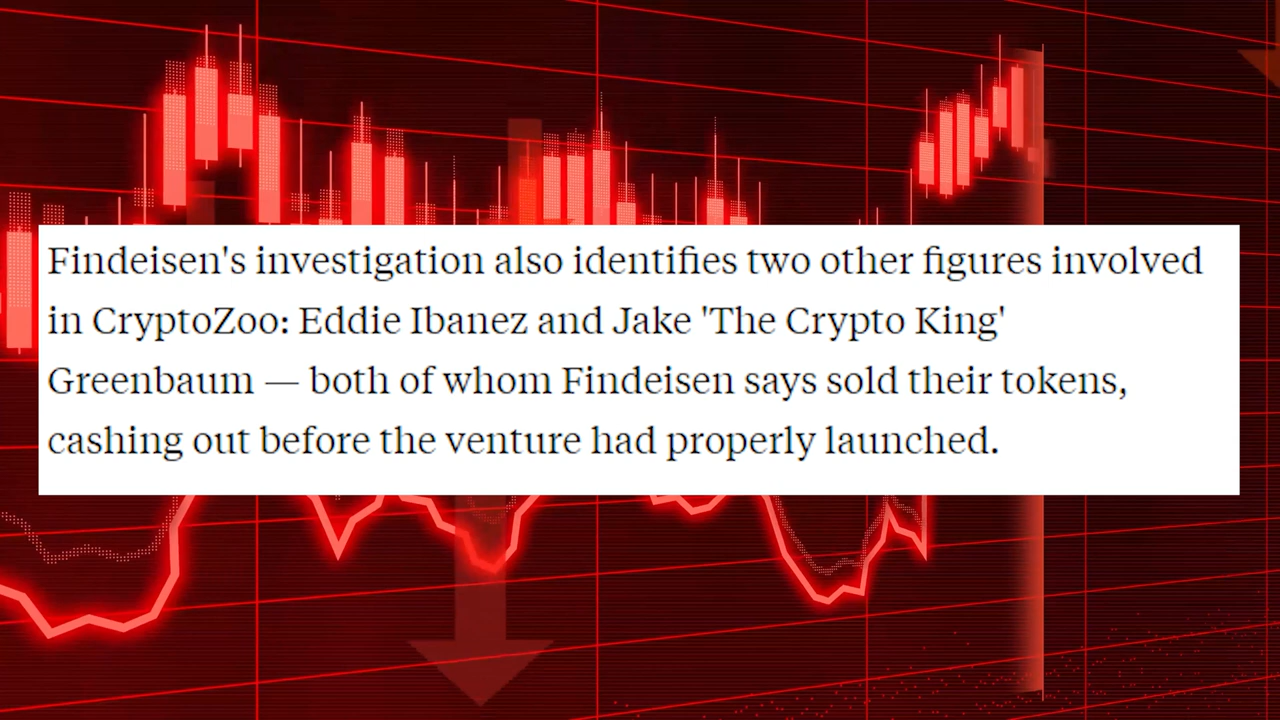 Findeisen's investigation also identifies two other figures involved
in CryptoZoo: Eddie Ibanez and Jake 'The Crypto King'
Greenbaum — both of whom Findeisen says sold their tokens,
cashing out before the venture had properly launched.